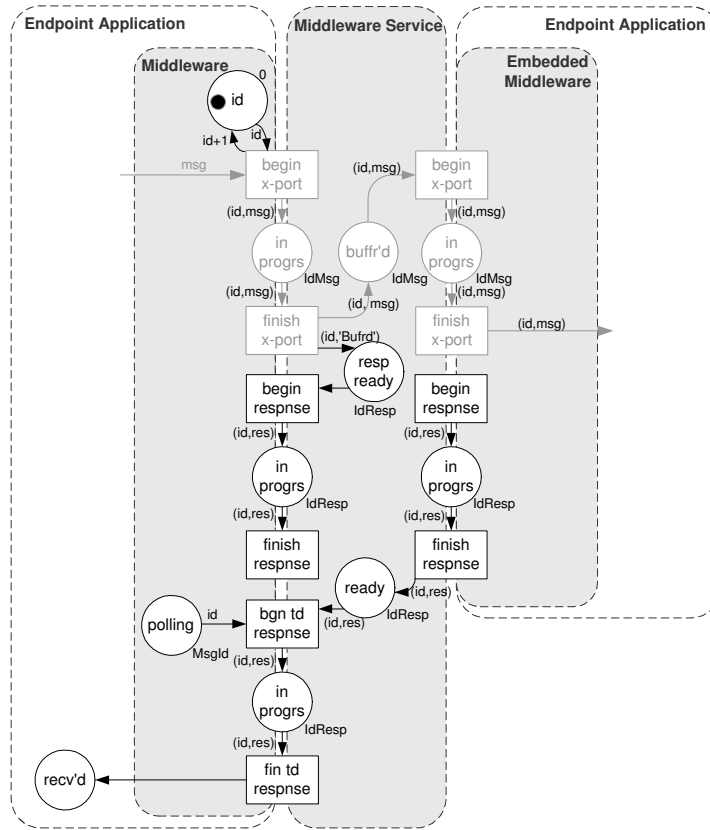 Endpoint Application
Middleware Service
Endpoint Application
Middleware
Embedded
Middleware
0
id
id+1
id
msg
begin
x-port
(id,msg)
begin
x-port
(id,msg)
(id,msg)
in
progrs
buffr'd
in
progrs
IdMsg
IdMsg
IdMsg
(id,msg)
(id, msg)
(id,msg)
finish
x-port
finish
x-port
(id,msg)
(id,'Bufrd')
resp
ready
IdResp
begin
respnse
begin
respnse
(id,res)
(id,res)
in
progrs
in
progrs
IdResp
IdResp
(id,res)
(id,res)
finish
respnse
finish
respnse
ready
(id,res)
IdResp
polling
id
bgn td
respnse
(id,res)
MsgId
(id,res)
in
progrs
IdResp
(id,res)
recv'd
fin td
respnse